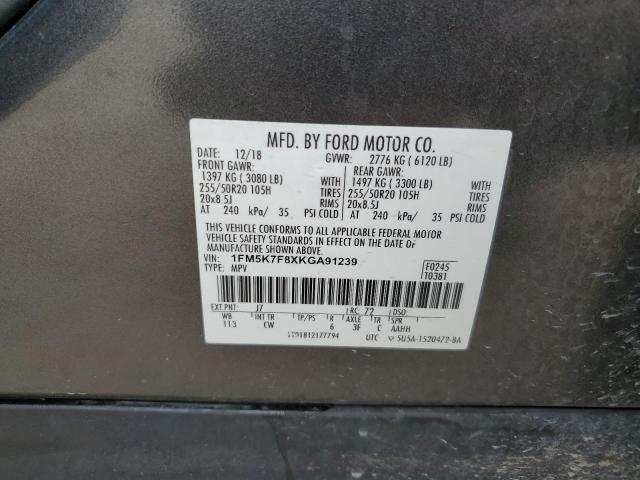 MFD. BY FORD MOTOR CO.
DATE: 12/18 GVWR: 2776 KG ( 6120 LB)
FRONT GAWR: REAR GAWR:
1397 KG ( 3080 LB) WITH 1497 KG ( 3300 LB) WITH
255/50R20 105H TIRES 255/50R20 105H TIRES
20x8.5J RIMS 20x8.5J RIMS
AT 240 kPa/ 35 PSI COLD AT 240 kPa/ 35 PSI COLD
THIS VEHICLE CONFORMS TO ALL APPLICABLE FEDERAL MOTOR
VEHICLE SAFETY STANDARDS IN EFFECT ON THE DATE OF
MANUFACTURE SHOWN ABOVE.
VIN: 1FM5K7F8XKGA91239
TYPE: MPV
F0245
T0381
EXT PNT: J7 RC: 72 DSO:
WB INT TR TP/PS R AXLE TR SPR
113 CW 6 3F C AAHH
UTC 5U5A-1520472-BA